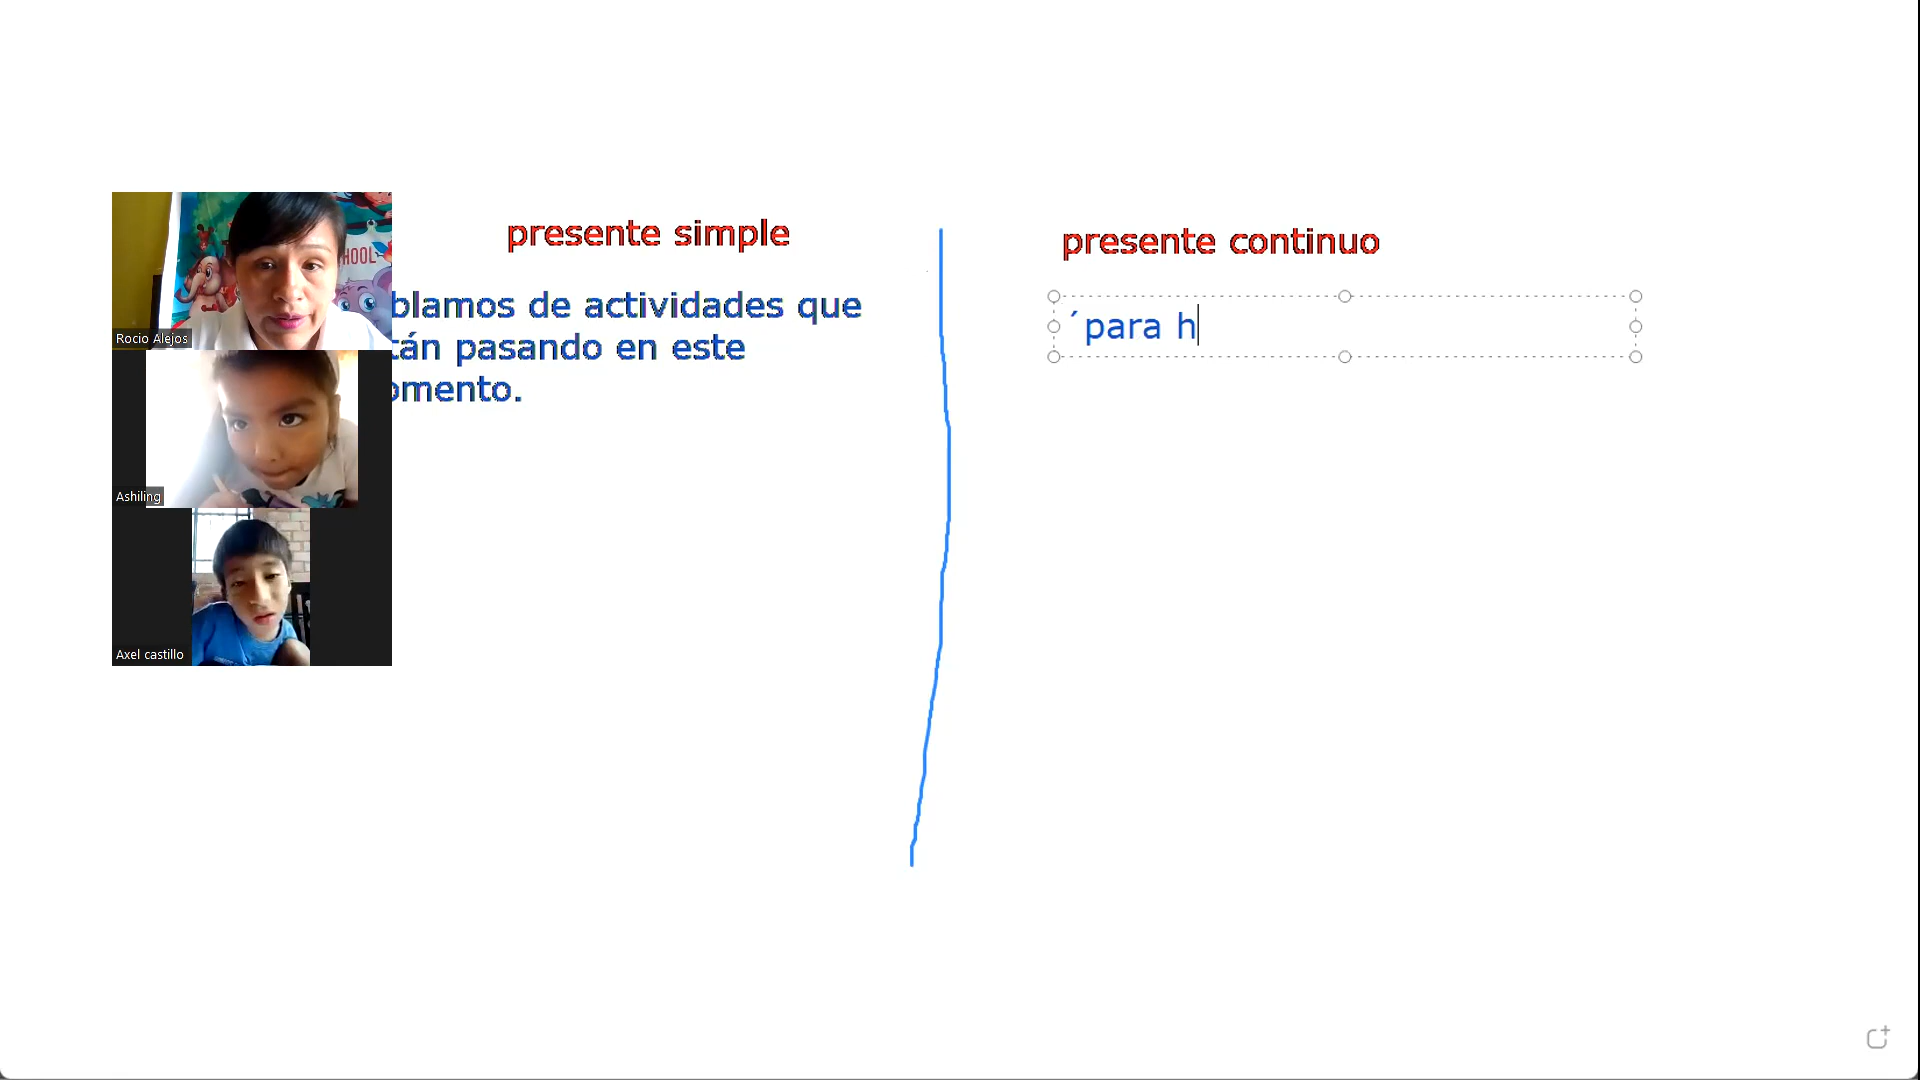 presente simple
blamos de actividades que
tán pasando en este
omento.
presente continuo
´para h
HOOL
Rocio Alejos
Ashiling
Axel castillo